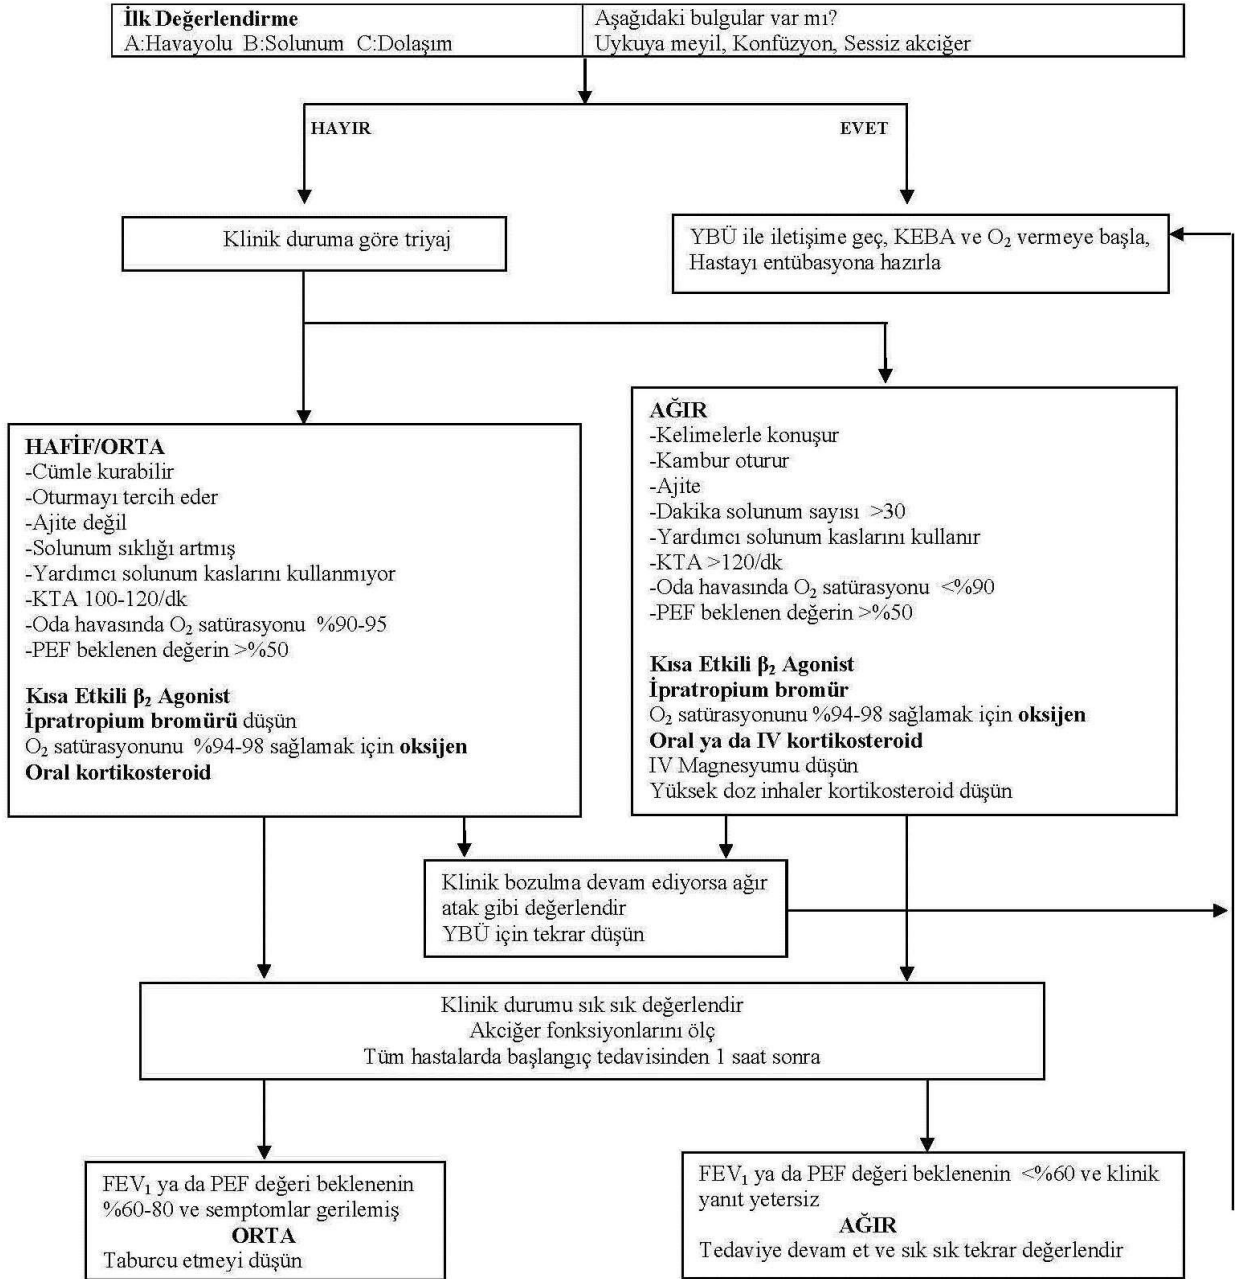 İlk Değerlendirme
A:Havayolu B:Solunum C:Dolaşım
Aşağıdaki bulgular var mı?
Uykuya meyil, Konfüzyon, Sessiz akciğer
HAYIR
EVET
Klinik duruma göre triyaj
YBÜ ile iletişime geç, KEBA ve O₂ vermeye başla,
Hastayı entübasyona hazırla
HAFİF/ORTA
-Cümle kurabilir
-Oturmayı tercih eder
-Ajite değil
-Solunum sıklığı artmış
-Yardımcı solunum kaslarını kullanmıyor
-KTA 100-120/dk
-Oda havasında O₂ satürasyonu %90-95
-PEF beklenen değerin >%50
Kısa Etkili β₂ Agonist
İpratropium bromürü düşün
O₂ satürasyonunu %94-98 sağlamak için oksijen
Oral kortikosteroid
AĞIR
-Kelimelerle konuşur
-Kambur oturur
-Ajite
-Dakika solunum sayısı >30
-Yardımcı solunum kaslarını kullanır
-KTA >120/dk
-Oda havasında O₂ satürasyonu <%90
-PEF beklenen değerin >%50
Kısa Etkili β₂ Agonist
İpratropium bromür
O₂ satürasyonunu %94-98 sağlamak için oksijen
Oral ya da IV kortikosteroid
IV Magnesyumu düşün
Yüksek doz inhaler kortikosteroid düşün
Klinik bozulma devam ediyorsa ağır
atak gibi değerlendir
YBÜ için tekrar düşün
Klinik durumu sık sık değerlendir
Akciğer fonksiyonlarını ölç
Tüm hastalarda başlangıç tedavisinden 1 saat sonra
FEV₁ ya da PEF değeri beklenenin
%60-80 ve semptomlar gerilemiş
ORTA
Taburcu etmeyi düşün
FEV₁ ya da PEF değeri beklenenin <%60 ve klinik
yanıt yetersiz
AĞIR
Tedaviye devam et ve sık sık tekrar değerlendir